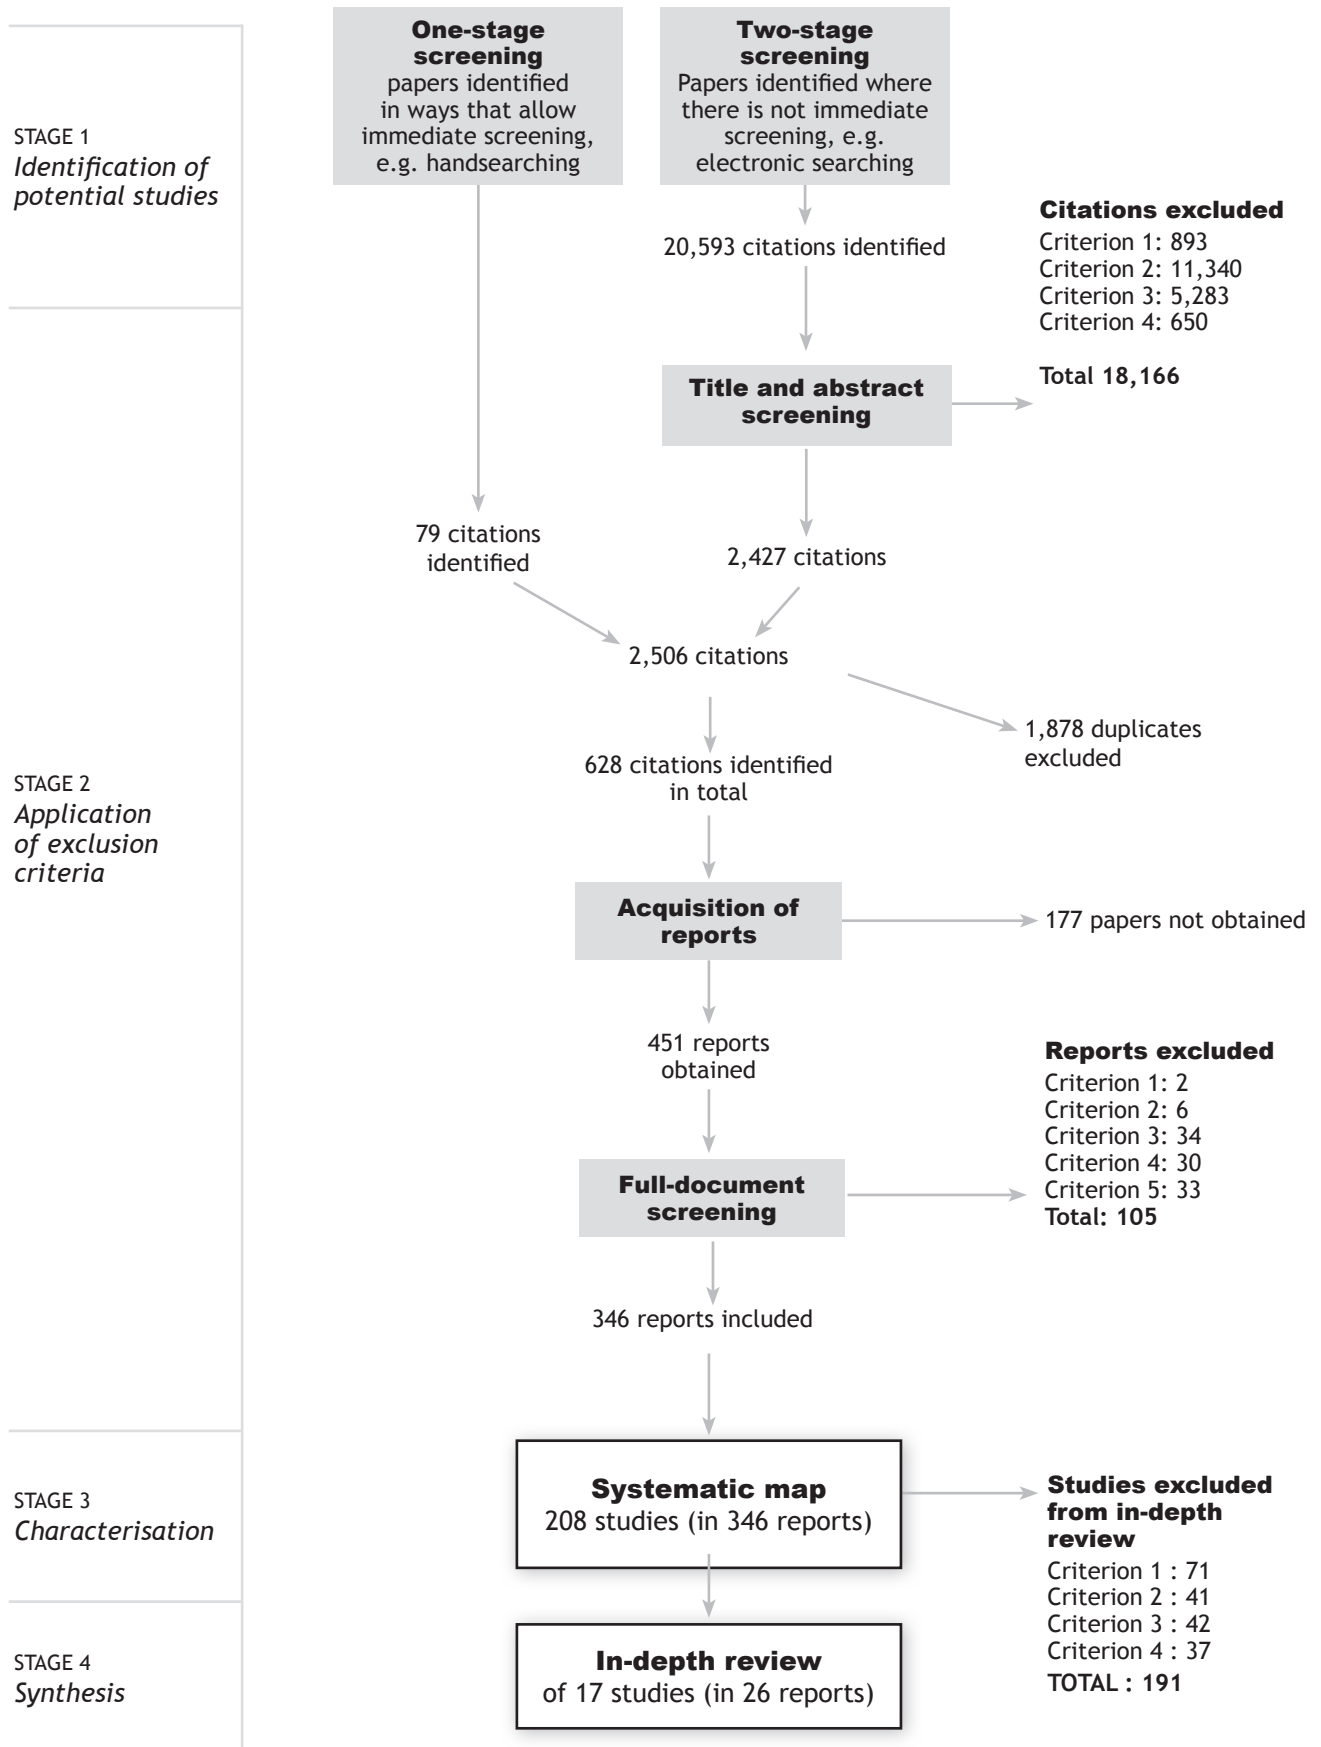 STAGE 1
Identification of
potential studies
One-stage
screening
papers identified
in ways that allow
immediate screening,
e.g. handsearching
Two-stage
screening
Papers identified where
there is not immediate
screening, e.g.
electronic searching
20,593 citations identified
Citations excluded
Criterion 1: 893
Criterion 2: 11,340
Criterion 3: 5,283
Criterion 4: 650
Total 18,166
Title and abstract
screening
STAGE 2
Application
of exclusion
criteria
79 citations
identified
2,427 citations
2,506 citations
1,878 duplicates
excluded
628 citations identified
in total
Acquisition of
reports
177 papers not obtained
451 reports
obtained
Reports excluded
Criterion 1: 2
Criterion 2: 6
Criterion 3: 34
Criterion 4: 30
Criterion 5: 33
Total: 105
Full-document
screening
346 reports included
STAGE 3
Characterisation
Systematic map
208 studies (in 346 reports)
Studies excluded
from in-depth
review
Criterion 1 : 71
Criterion 2 : 41
Criterion 3 : 42
Criterion 4 : 37
TOTAL : 191
STAGE 4
Synthesis
In-depth review
of 17 studies (in 26 reports)